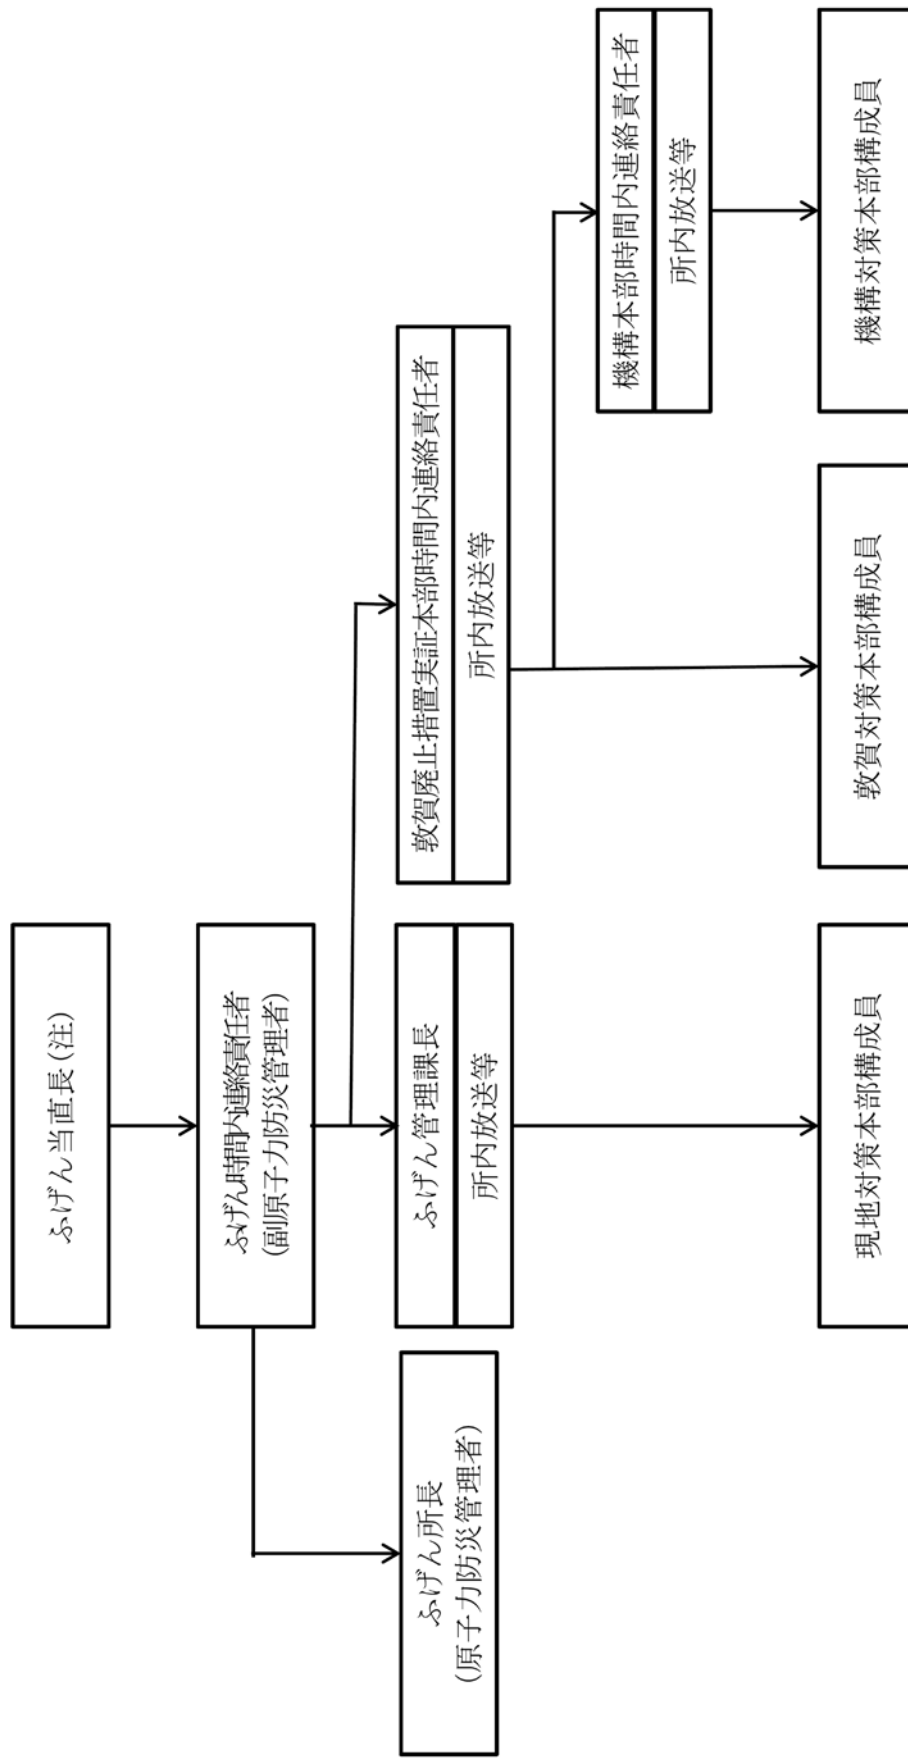 ふげん当直長(注)
ふげん時間内連絡責任者
(副原子力防災管理者)
ふげん所長
(原子力防災管理者)
ふげん管理課長
所内放送等
敦賀廃止措置実証本部時間内連絡責任者
所内放送等
機構本部時間内連絡責任者
所内放送等
現地対策本部構成員
敦賀対策本部構成員
機構対策本部構成員